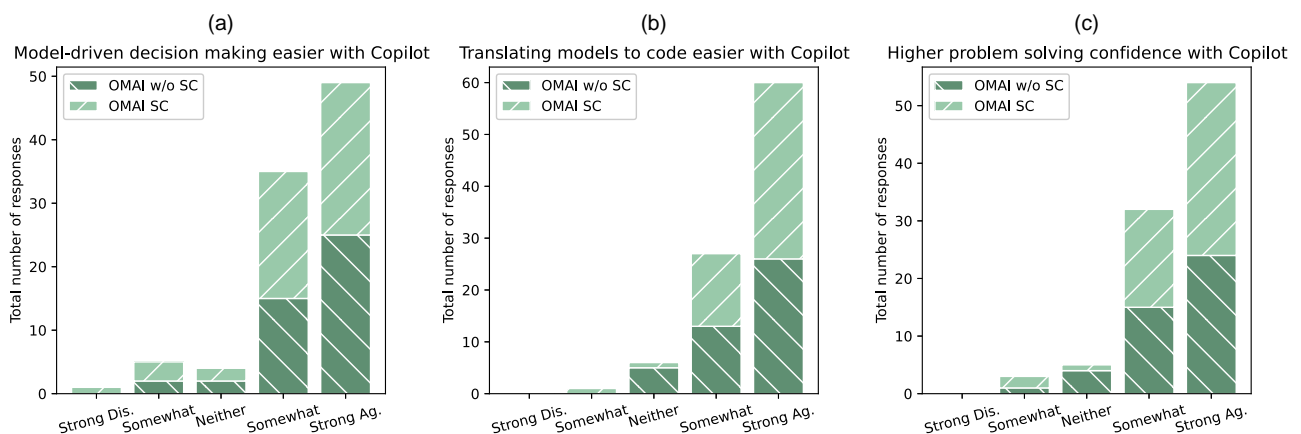 (a)
Model-driven decision making easier with Copilot
OMAI w/o SC
OMAI SC
Total number of responses
50
40
30
20
10
0
Strong Dis.
Somewhat
Neither
Somewhat
Strong Ag.
(b)
Translating models to code easier with Copilot
OMAI w/o SC
OMAI SC
Total number of responses
60
50
40
30
20
10
0
Strong Dis.
Somewhat
Neither
Somewhat
Strong Ag.
(c)
Higher problem solving confidence with Copilot
OMAI w/o SC
OMAI SC
Total number of responses
50
40
30
20
10
0
Strong Dis.
Somewhat
Neither
Somewhat
Strong Ag.